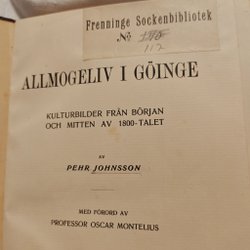 Frenninge Sockenbibliotek
№ 
112
ALLMOGELIV I GÖINGE
KULTURBILDER FRÅN BÖRJAN
OCH MITTEN AV 1800-TALET
AV
PEHR JOHNSSON
MED FÖRORD AV
PROFESSOR OSCAR MONTELIUS